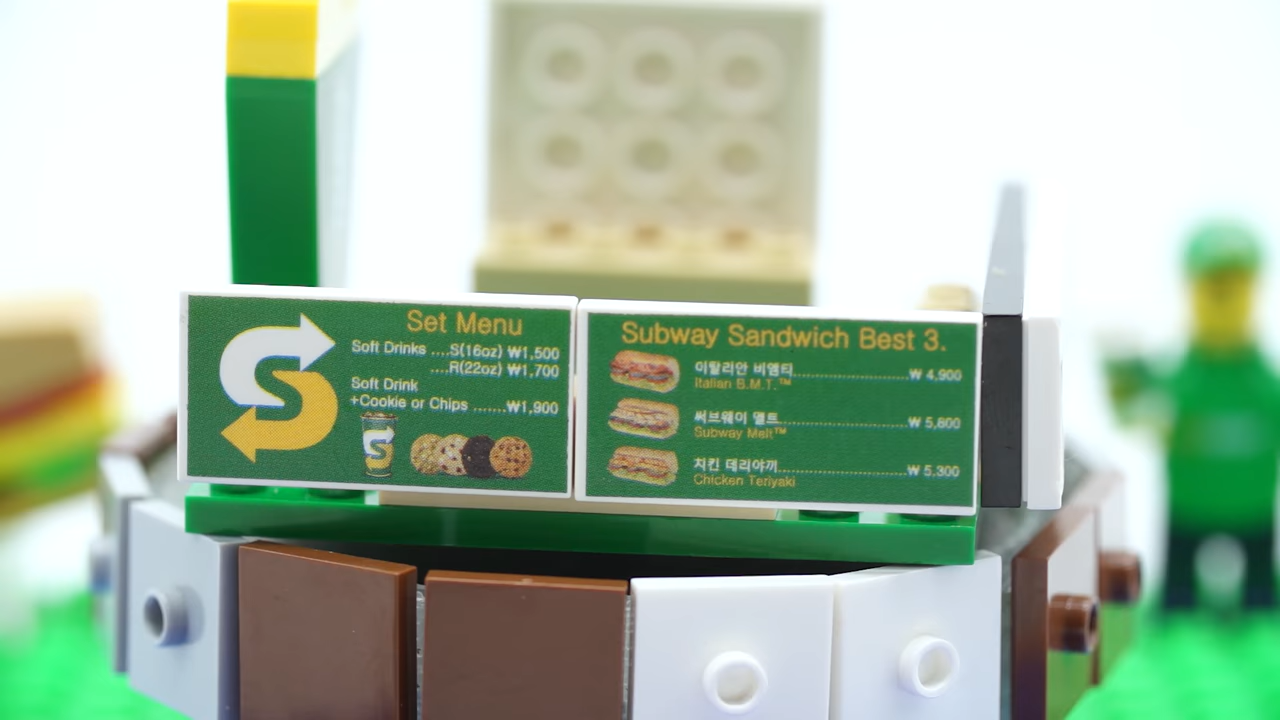 Set Menu
Soft Drinks ....S(16oz) ₩1,500
....R(22oz) ₩1,700
Soft Drink
+Cookie or Chips .......₩1,900
Subway Sandwich Best 3.
이탈리안 비엠티..............................₩ 4,900
Italian B.M.T.™
써브웨이 멜트.................................₩ 5,800
Subway Melt™
치킨 데리야끼.................................₩ 5,300
Chicken Teriyaki